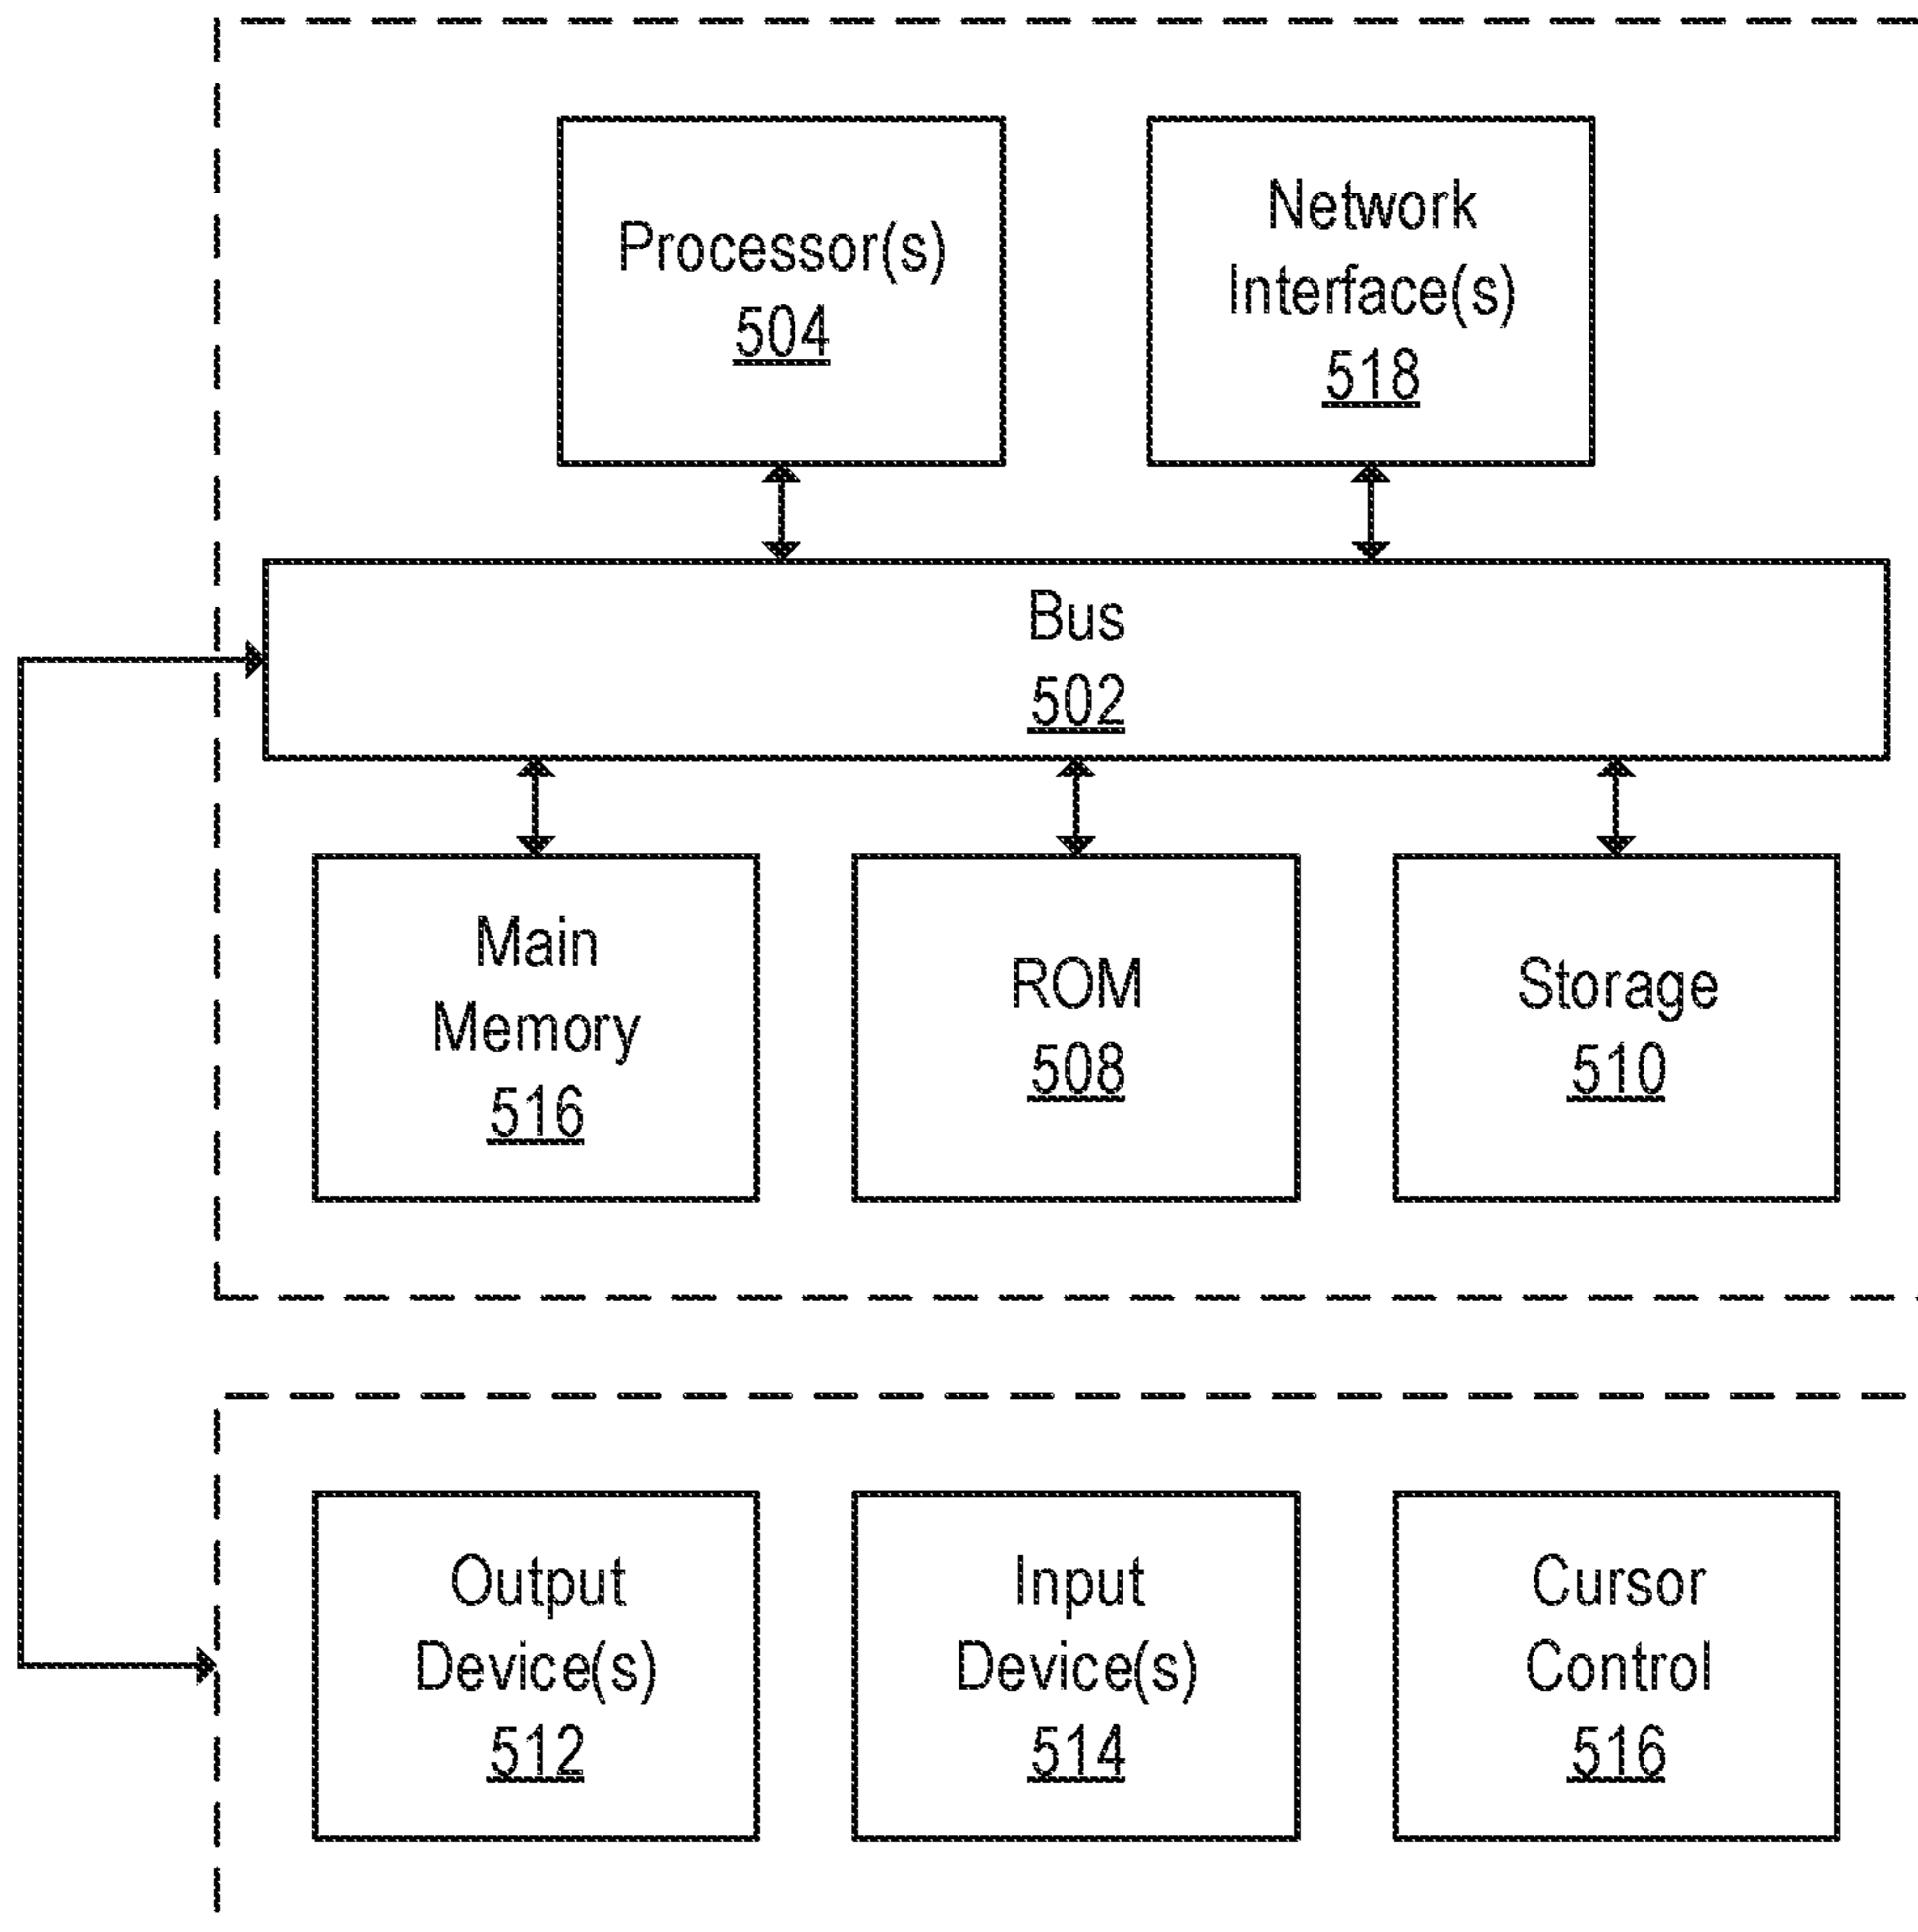 Processor(s)
504
Network
Interface(s)
518
Bus
502
Main
Memory
516
ROM
508
Storage
510
Output
Device(s)
512
Input
Device(s)
514
Cursor
Control
516